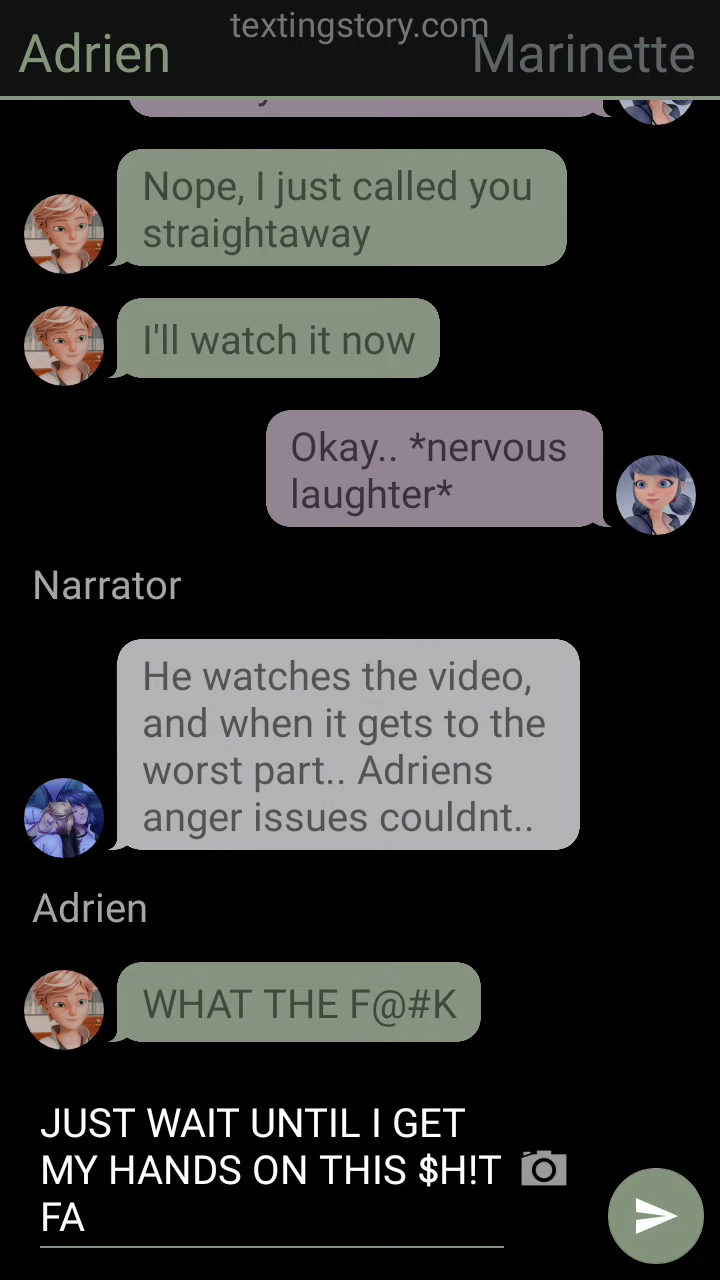 textingstory.com
Adrien
Marinette
Nope, I just called you
straightaway
I'll watch it now
Okay.. *nervous
laughter*
Narrator
He watches the video,
and when it gets to the
worst part.. Adriens
anger issues couldnt..
Adrien
WHAT THE F@#K
JUST WAIT UNTIL I GET
MY HANDS ON THIS $H!T
FA